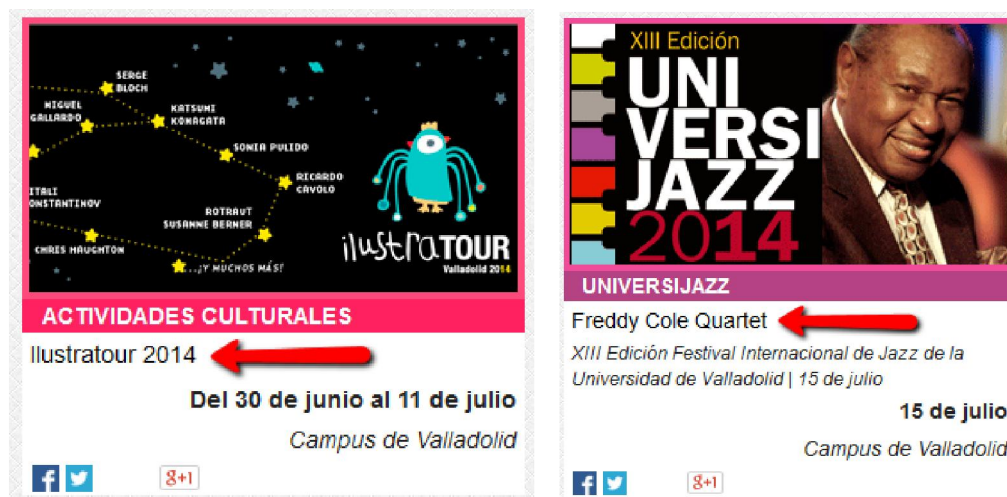 SERGE
BLOCH
MIGUEL
GALLARDO
KATSUMI
KOMAGATA
SONIA PULIDO
RICARDO
CAVOLO
ITALI
ONSTANTINOV
ROTRAUT
SUSANNE BERNER
CHRIS HAUGHTON
...¡Y MUCHOS MÁS!
ilustraTOUR
Valladolid 2014
ACTIVIDADES CULTURALES
Ilustratour 2014
Del 30 de junio al 11 de julio
Campus de Valladolid
g+1
XIII Edición
UNI
VERSI
JAZZ
2014
UNIVERSIJAZZ
Freddy Cole Quartet
XIII Edición Festival Internacional de Jazz de la
Universidad de Valladolid | 15 de julio
15 de julio
Campus de Valladolid
g+1